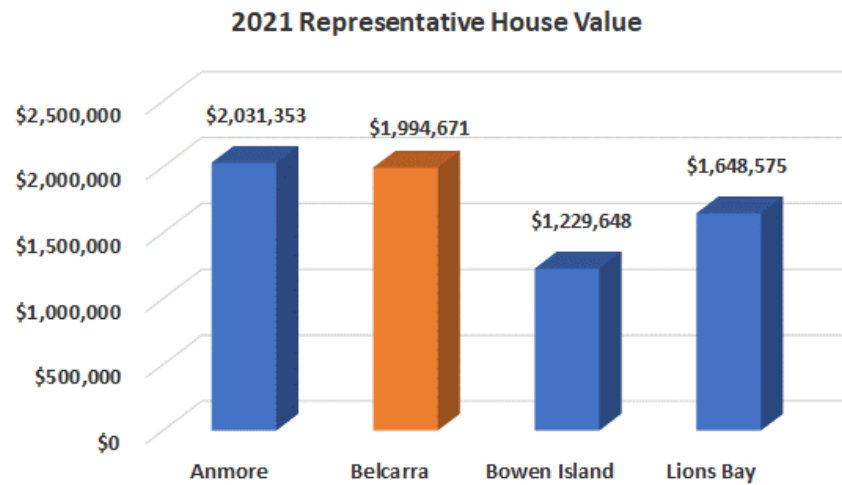 2021 Representative House Value
$2,500,000
$2,000,000
$1,500,000
$1,000,000
$500,000
$0
$2,031,353
$1,994,671
$1,229,648
$1,648,575
Anmore
Belcarra
Bowen Island
Lions Bay